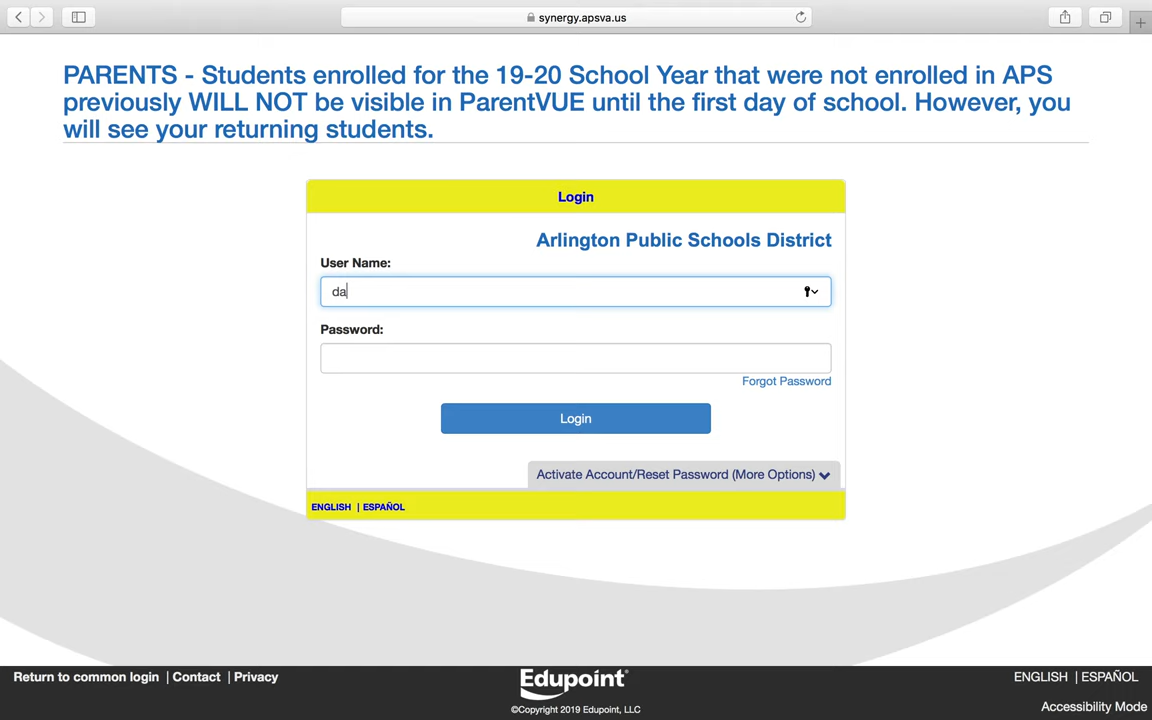 synergy.apsva.us
PARENTS - Students enrolled for the 19-20 School Year that were not enrolled in APS
previously WILL NOT be visible in ParentVUE until the first day of school. However, you
will see your returning students.
Login
Arlington Public Schools District
User Name:
da
Password:
Forgot Password
Login
Activate Account/Reset Password (More Options)
ENGLISH | ESPAÑOL
Return to common login | Contact | Privacy
Edupoint®
©Copyright 2019 Edupoint, LLC
ENGLISH | ESPAÑOL
Accessibility Mode